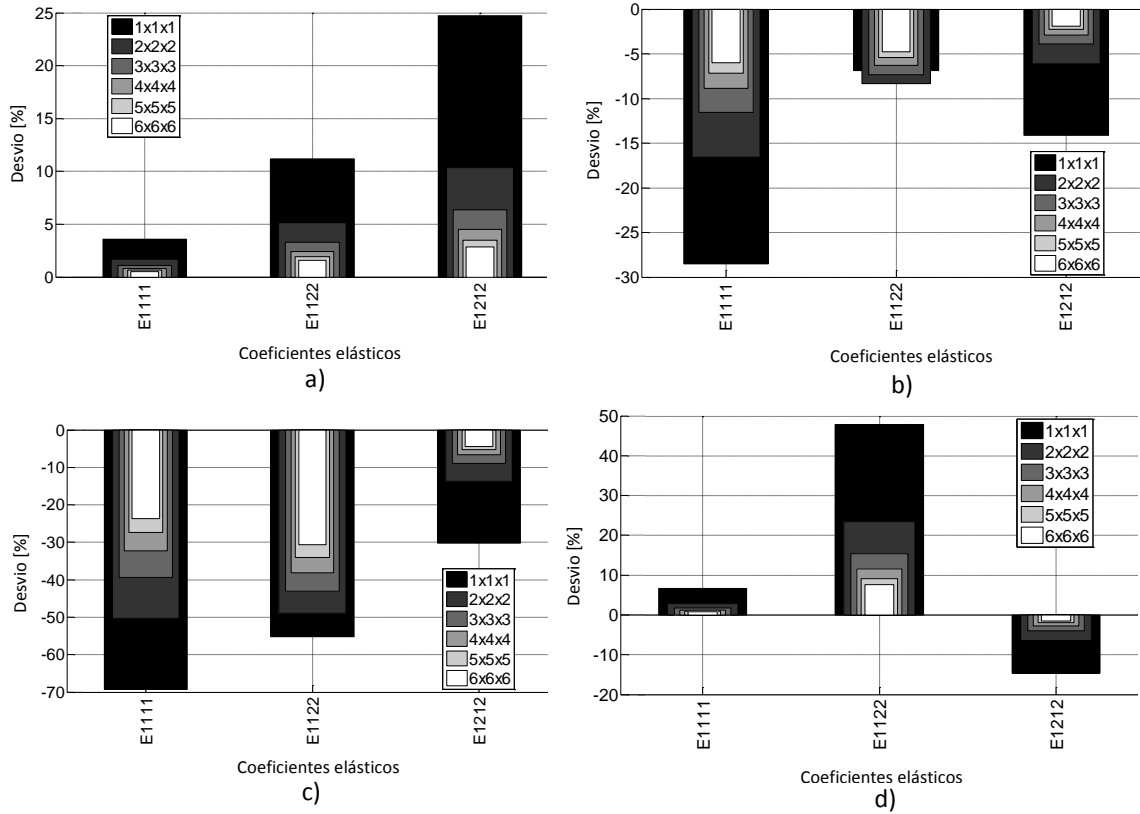 25
20
15
10
5
0
Desvio [%]
1x1x1
2x2x2
3x3x3
4x4x4
5x5x5
6x6x6
E1111
E1122
E1212
Coeficientes elásticos
a)
0
-5
-10
-15
-20
-25
-30
Desvio [%]
1x1x1
2x2x2
3x3x3
4x4x4
5x5x5
6x6x6
E1111
E1122
E1212
Coeficientes elásticos
b)
0
-10
-20
-30
-40
-50
-60
-70
Desvio [%]
1x1x1
2x2x2
3x3x3
4x4x4
5x5x5
6x6x6
E1111
E1122
E1212
Coeficientes elásticos
c)
50
40
30
20
10
0
-10
-20
Desvio [%]
1x1x1
2x2x2
3x3x3
4x4x4
5x5x5
6x6x6
E1111
E1122
E1212
Coeficientes elásticos
d)